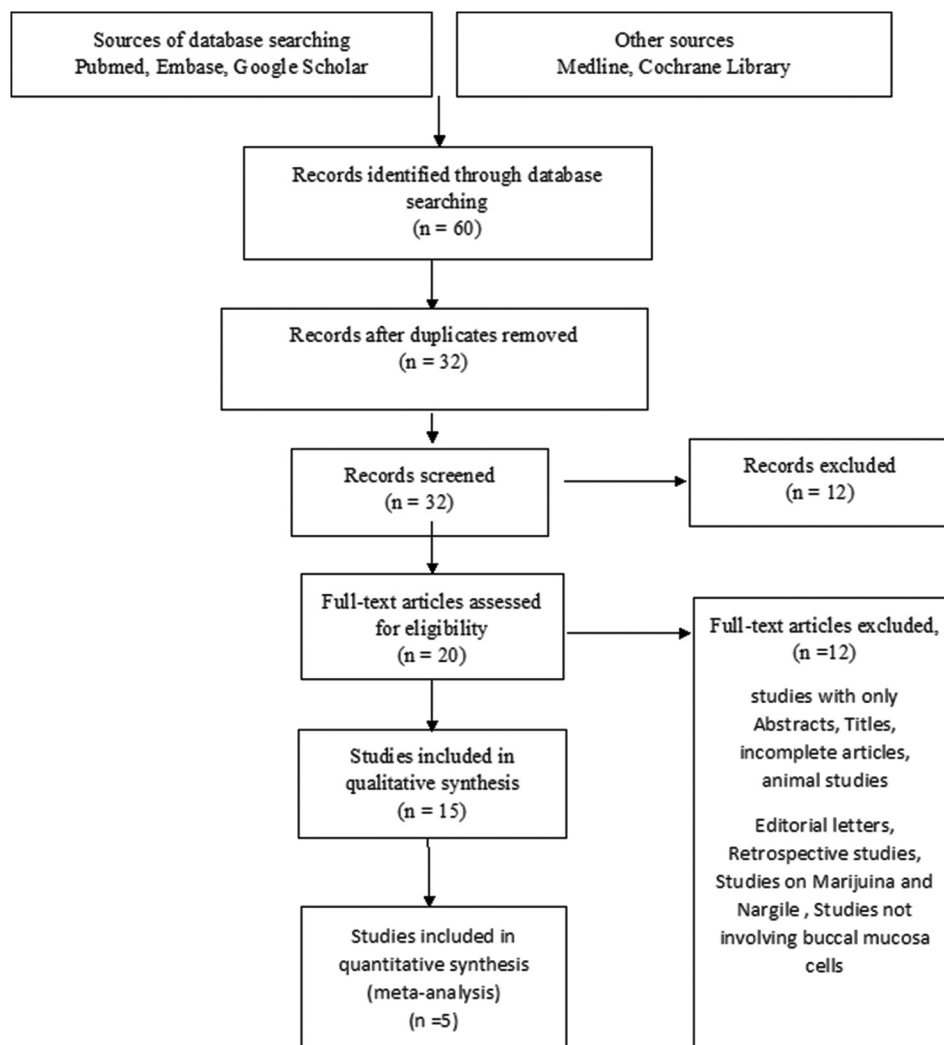 Sources of database searching
Pubmed, Embase, Google Scholar
Other sources
Medline, Cochrane Library
Records identified through database
searching
(n = 60)
Records after duplicates removed
(n = 32)
Records screened
(n = 32)
Records excluded
(n = 12)
Full-text articles assessed
for eligibility
(n = 20)
Full-text articles excluded,
(n =12)
studies with only
Abstracts, Titles,
incomplete articles,
animal studies
Editorial letters,
Retrospective studies,
Studies on Marijuina and
Nargile , Studies not
involving buccal mucosa
cells
Studies included in
qualitative synthesis
(n = 15)
Studies included in
quantitative synthesis
(meta-analysis)
(n =5)